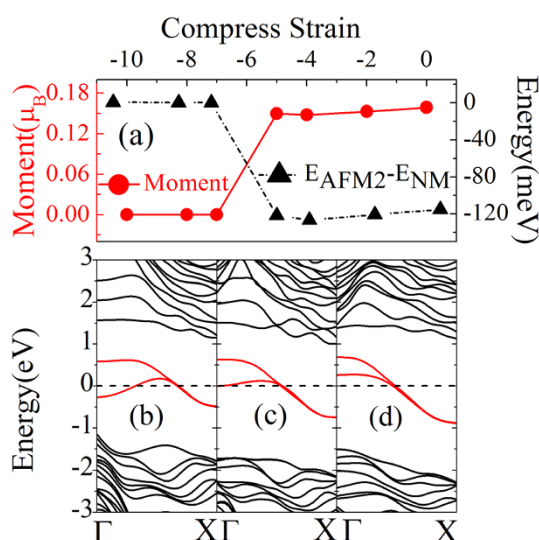 Compress Strain
-10 -8 -6 -4 -2 0
0.18
0.12
0.06
0.00
Moment(μB)
(a)
Moment
EAFM2-ENM
0
-40
-80
-120
Energy(meV)
3
2
1
0
-1
-2
-3
Energy(eV)
(b) (c) (d)
Γ XΓ XΓ X